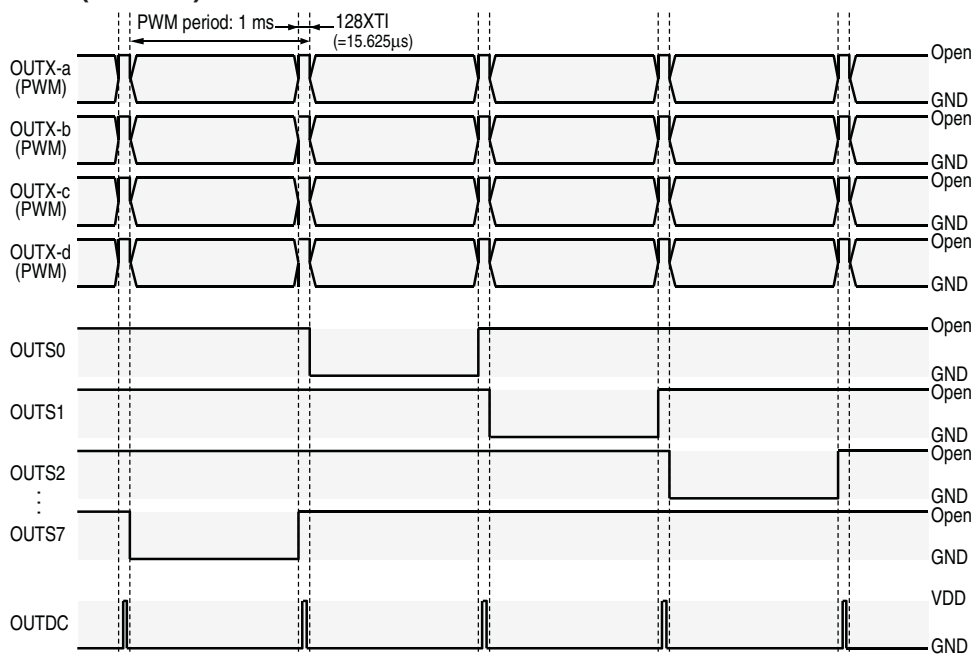 PWM period: 1 ms
128XTI
(=15.625μs)
OUTX-a
(PWM)
Open
GND
OUTX-b
(PWM)
Open
GND
OUTX-c
(PWM)
Open
GND
OUTX-d
(PWM)
Open
GND
OUTS0
Open
GND
OUTS1
Open
GND
OUTS2
Open
GND
OUTS7
Open
GND
OUTDC
VDD
GND